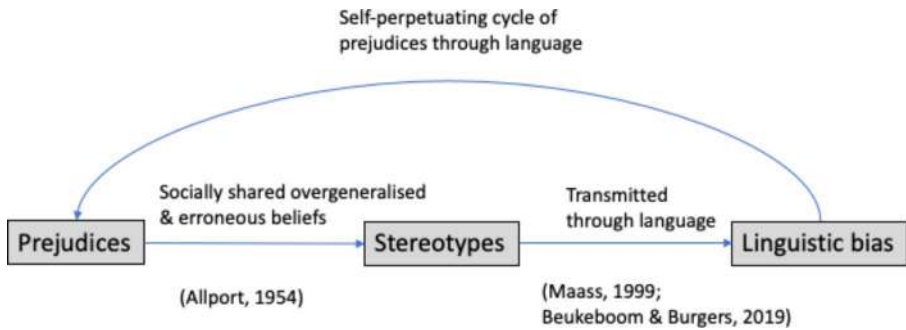 Self-perpetuating cycle of
prejudices through language
Socially shared overgeneralised
& erroneous beliefs
Transmitted
through language
Prejudices
Stereotypes
Linguistic bias
(Allport, 1954)
(Maass, 1999;
Beukeboom & Burgers, 2019)